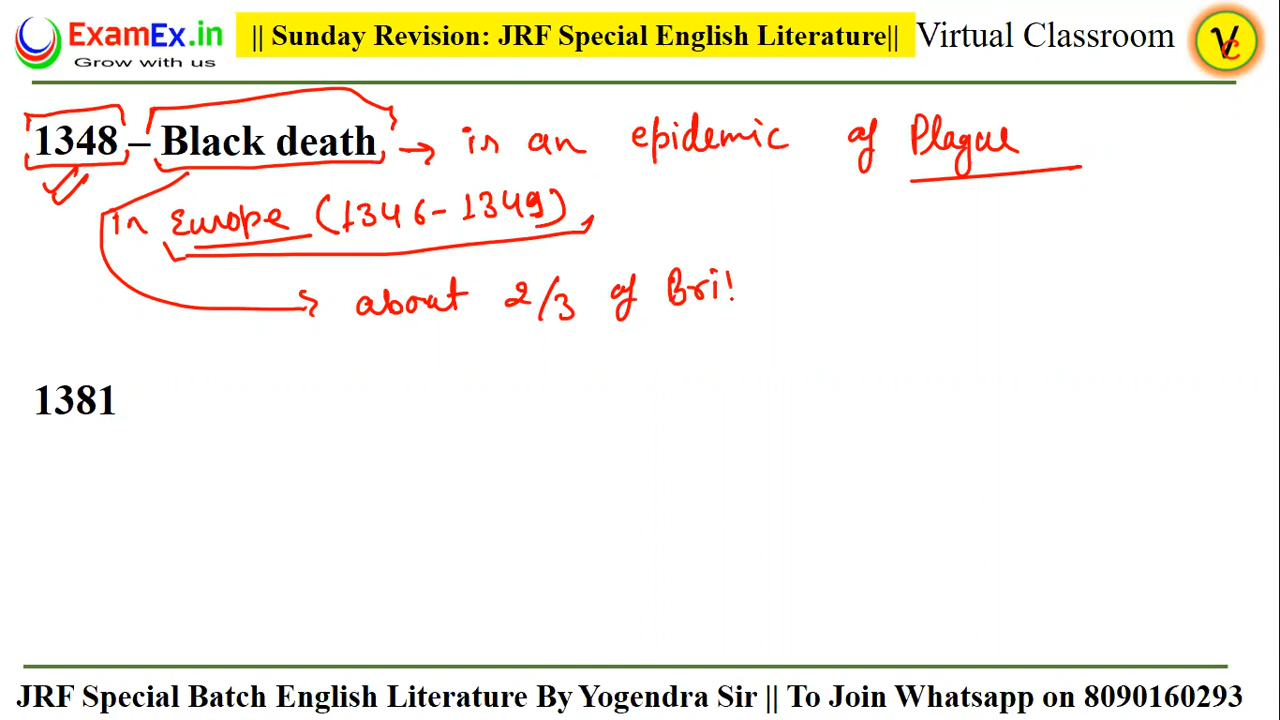 ExamEx.in
Grow with us
|| Sunday Revision: JRF Special English Literature||
Virtual Classroom
VC
1348 – Black death → is an epidemic of Plague
in Europe (1346-1349)
about 2/3 of Bri
1381
JRF Special Batch English Literature By Yogendra Sir || To Join Whatsapp on 8090160293